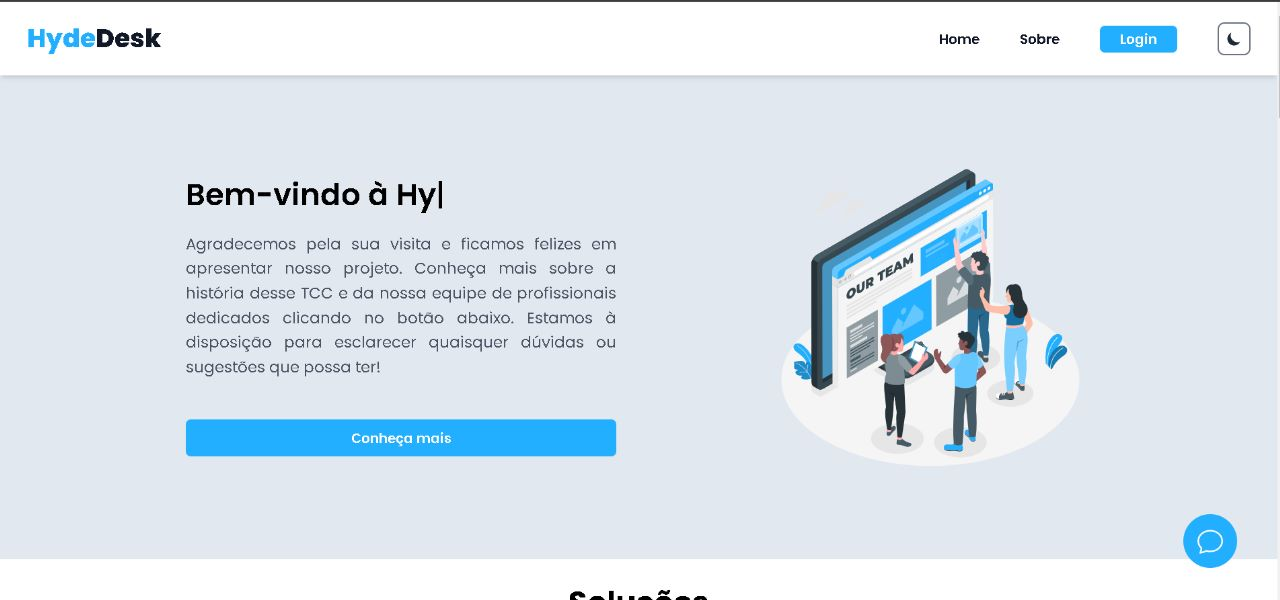 HydeDesk
Home
Sobre
Login
Bem-vindo à Hy|
Agradecemos pela sua visita e ficamos felizes em
apresentar nosso projeto. Conheça mais sobre a
história desse TCC e da nossa equipe de profissionais
dedicados clicando no botão abaixo. Estamos à
disposição para esclarecer quaisquer dúvidas ou
sugestões que possa ter!
Conheça mais
OUR TEAM
Soluções